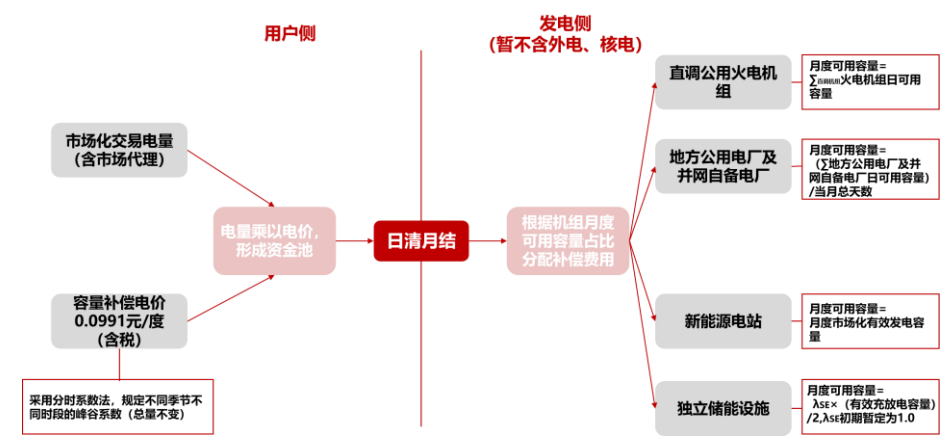 用户侧
发电侧
（暂不含外电、核电）
市场化交易电量
（含市场代理）
电量乘以电价，
形成资金池
容量补偿电价
0.0991元/度
（含税）
采用分时系数法，规定不同季节不
同时段的峰谷系数（总量不变）
日清月结
根据机组月度
可用容量占比
分配补偿费用
直调公用火电机
组
月度可用容量=
∑直调机组火电机组日可用
容量
地方公用电厂及
并网自备电厂
月度可用容量=
（∑地方公用电厂及并
网自备电厂日可用容量）
/当月总天数
新能源电站
月度可用容量=
月度市场化有效发电容
量
独立储能设施
月度可用容量=
λSE×（有效充放电容量）
/2,λSE初期暂定为1.0